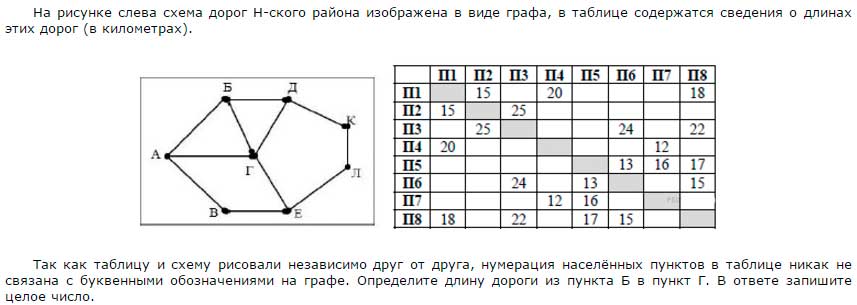 На рисунке слева схема дорог Н-ского района изображена в виде графа, в таблице содержатся сведения о длинах
этих дорог (в километрах).
Б
Д
К
А
Г
Л
В
Е
П1 П2 П3 П4 П5 П6 П7 П8
П1 15 20 18
П2 15 25
П3 25 24 22
П4 20 12
П5 13 16 17
П6 24 13 15
П7 12 16
П8 18 22 17 15
Так как таблицу и схему рисовали независимо друг от друга, нумерация населённых пунктов в таблице никак не
связана с буквенными обозначениями на графе. Определите длину дороги из пункта Б в пункт Г. В ответе запишите
целое число.